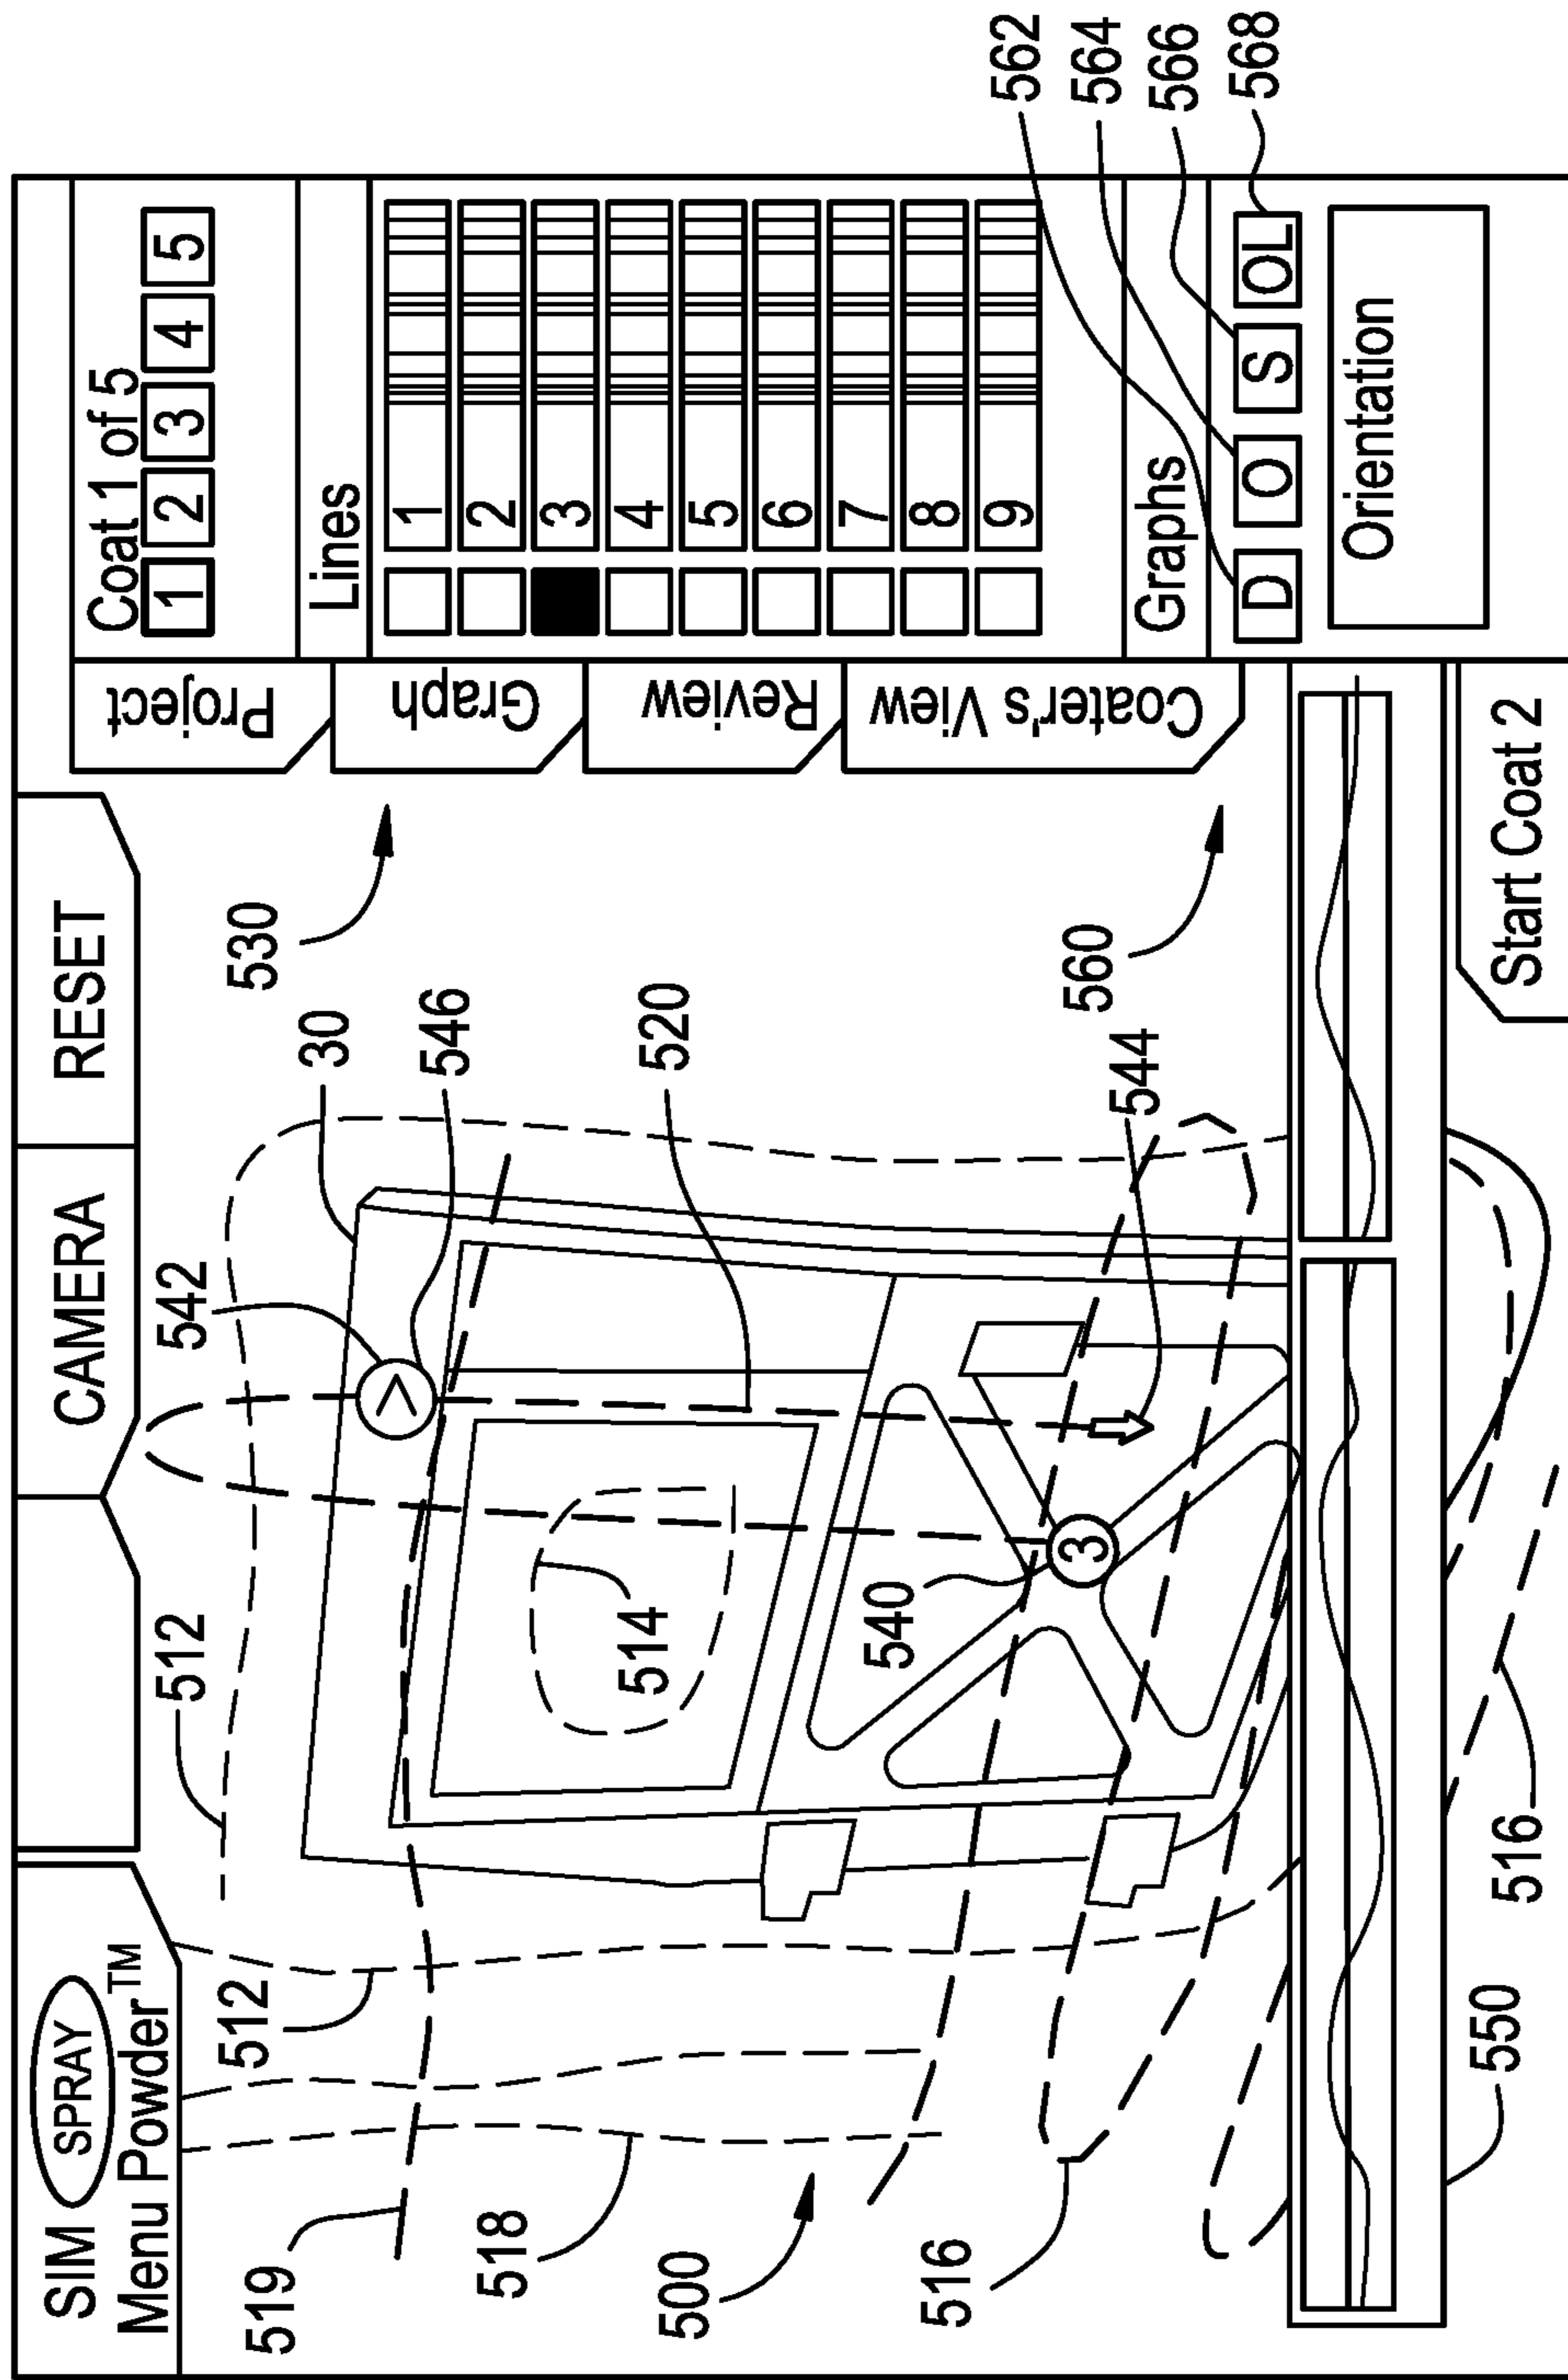 SIM SPRAY
Menu Powder™
CAMERA
RESET
Coat 1 of 5
1 2 3 4 5
Lines
1
2
3
4
5
6
7
8
9
Project
Graph
Review
Coater's View
Graphs
D O S OL
Orientation
Start Coat 2
3
519
518
500
516
512
512
514
540
542
30
546
520
530
544
560
550
516
562
564
566
568